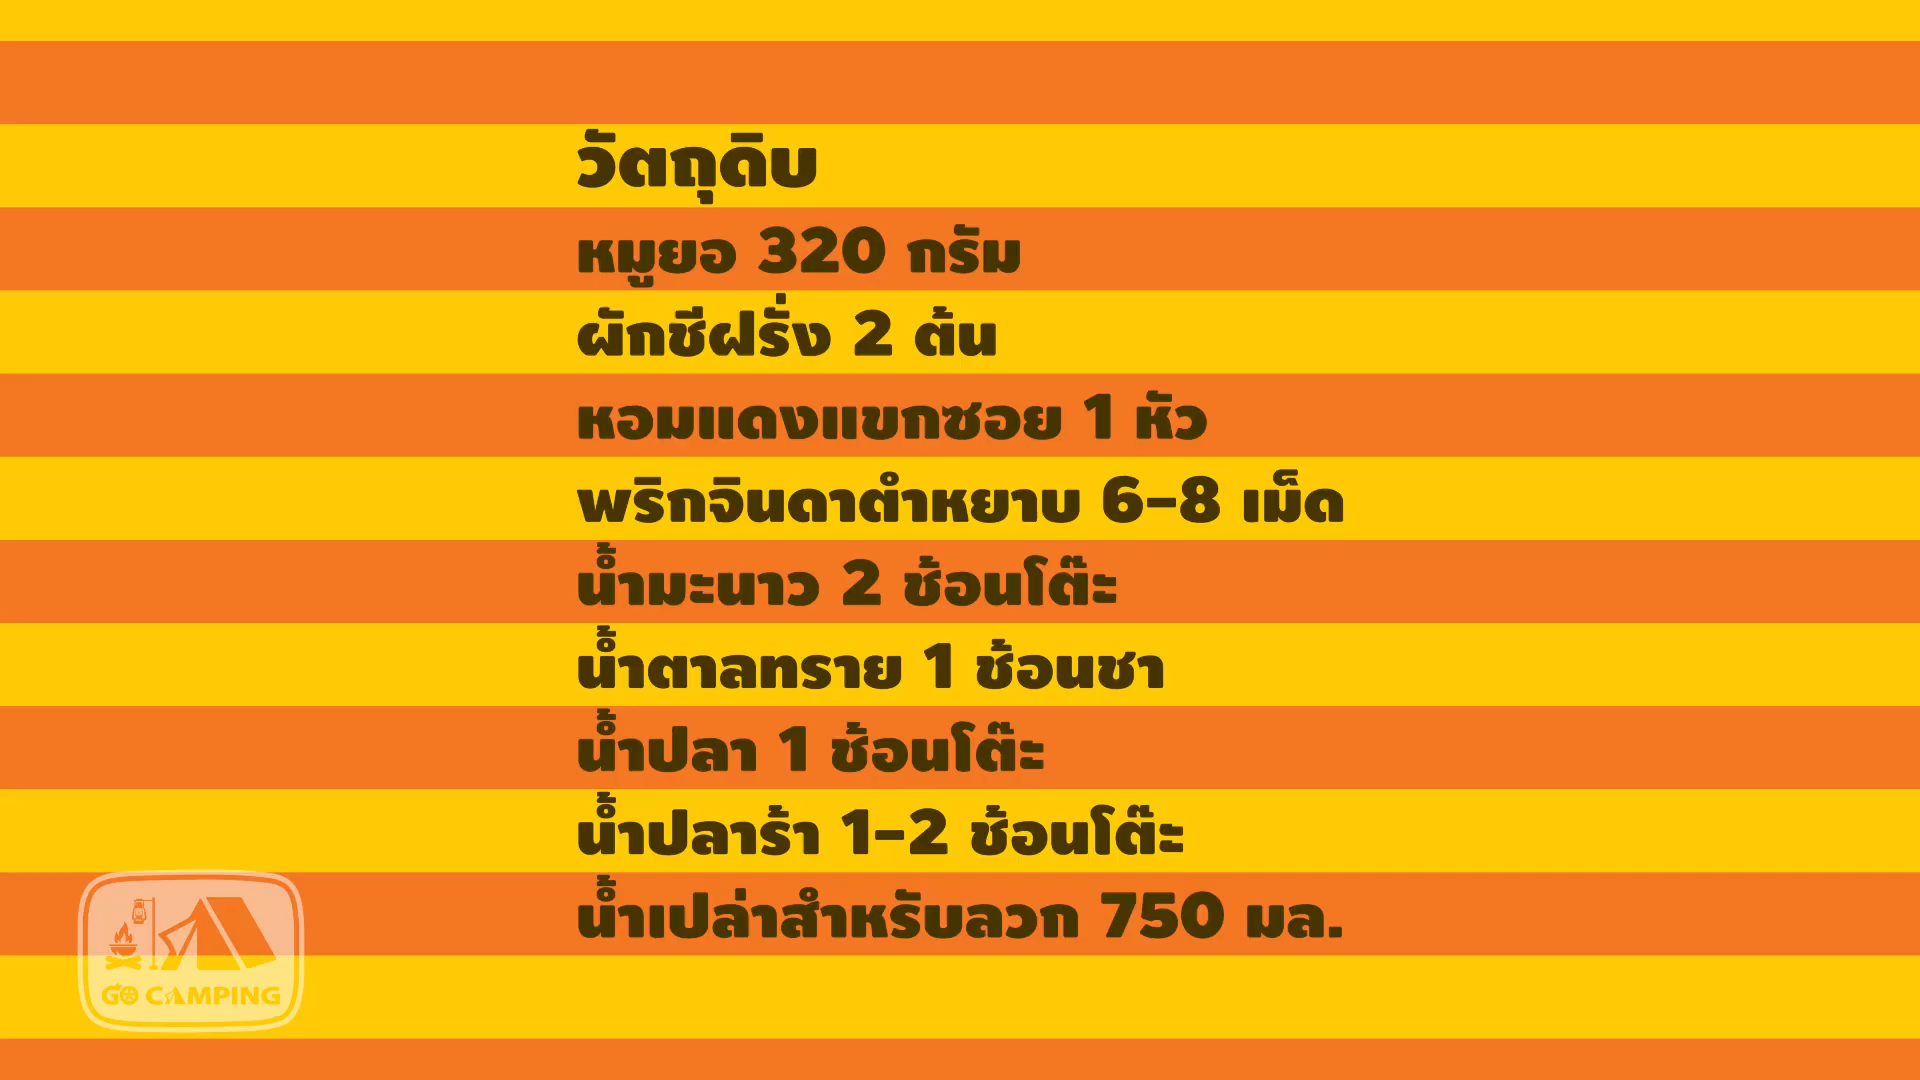 วัตถุดิบ
หมูยอ 320 กรัม
ผักชีฝรั่ง 2 ต้น
หอมแดงแขกซอย 1 หัว
พริกจินดาตำหยาบ 6–8 เม็ด
น้ำมะนาว 2 ช้อนโต๊ะ
น้ำตาลทราย 1 ช้อนชา
น้ำปลา 1 ช้อนโต๊ะ
น้ำปลาร้า 1–2 ช้อนโต๊ะ
น้ำเปล่าสำหรับลวก 750 มล.
GO CAMPING